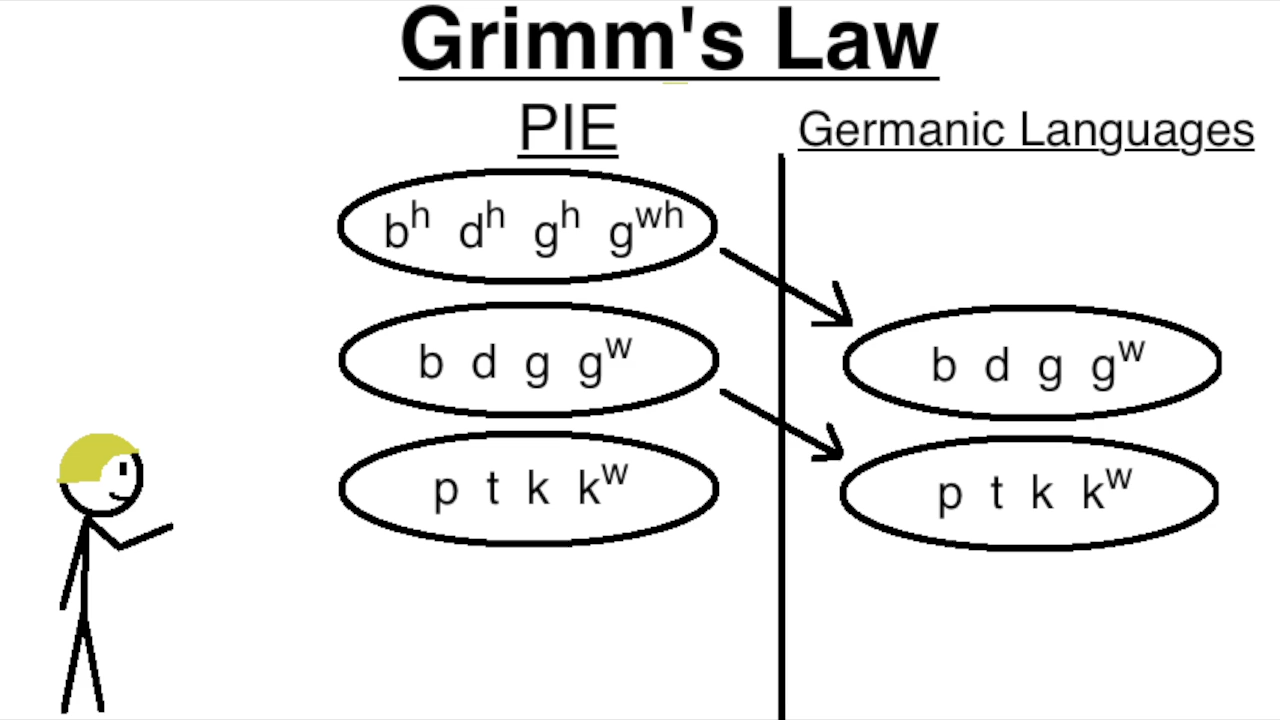 Grimm's Law
PIE
Germanic Languages
bʰ dʰ gʰ gʷʰ
b d g gʷ
b d g gʷ
p t k kʷ
p t k kʷ